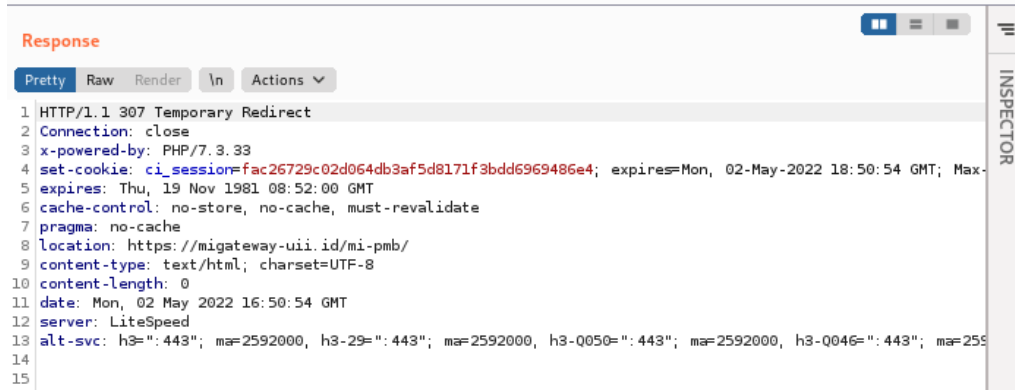 Response
Pretty Raw Render \n Actions
INSPECTOR
1 HTTP/1.1 307 Temporary Redirect
2 Connection: close
3 x-powered-by: PHP/7.3.33
4 set-cookie: ci_session=fac26729c02d064db3af5d8171f3bdd6969486e4; expires=Mon, 02-May-2022 18:50:54 GMT; Max-
5 expires: Thu, 19 Nov 1981 08:52:00 GMT
6 cache-control: no-store, no-cache, must-revalidate
7 pragma: no-cache
8 location: https://migateway-uii.id/mi-pmb/
9 content-type: text/html; charset=UTF-8
10 content-length: 0
11 date: Mon, 02 May 2022 16:50:54 GMT
12 server: LiteSpeed
13 alt-svc: h3=":443"; ma=2592000, h3-29=":443"; ma=2592000, h3-Q050=":443"; ma=2592000, h3-Q046=":443"; ma=259
14
15